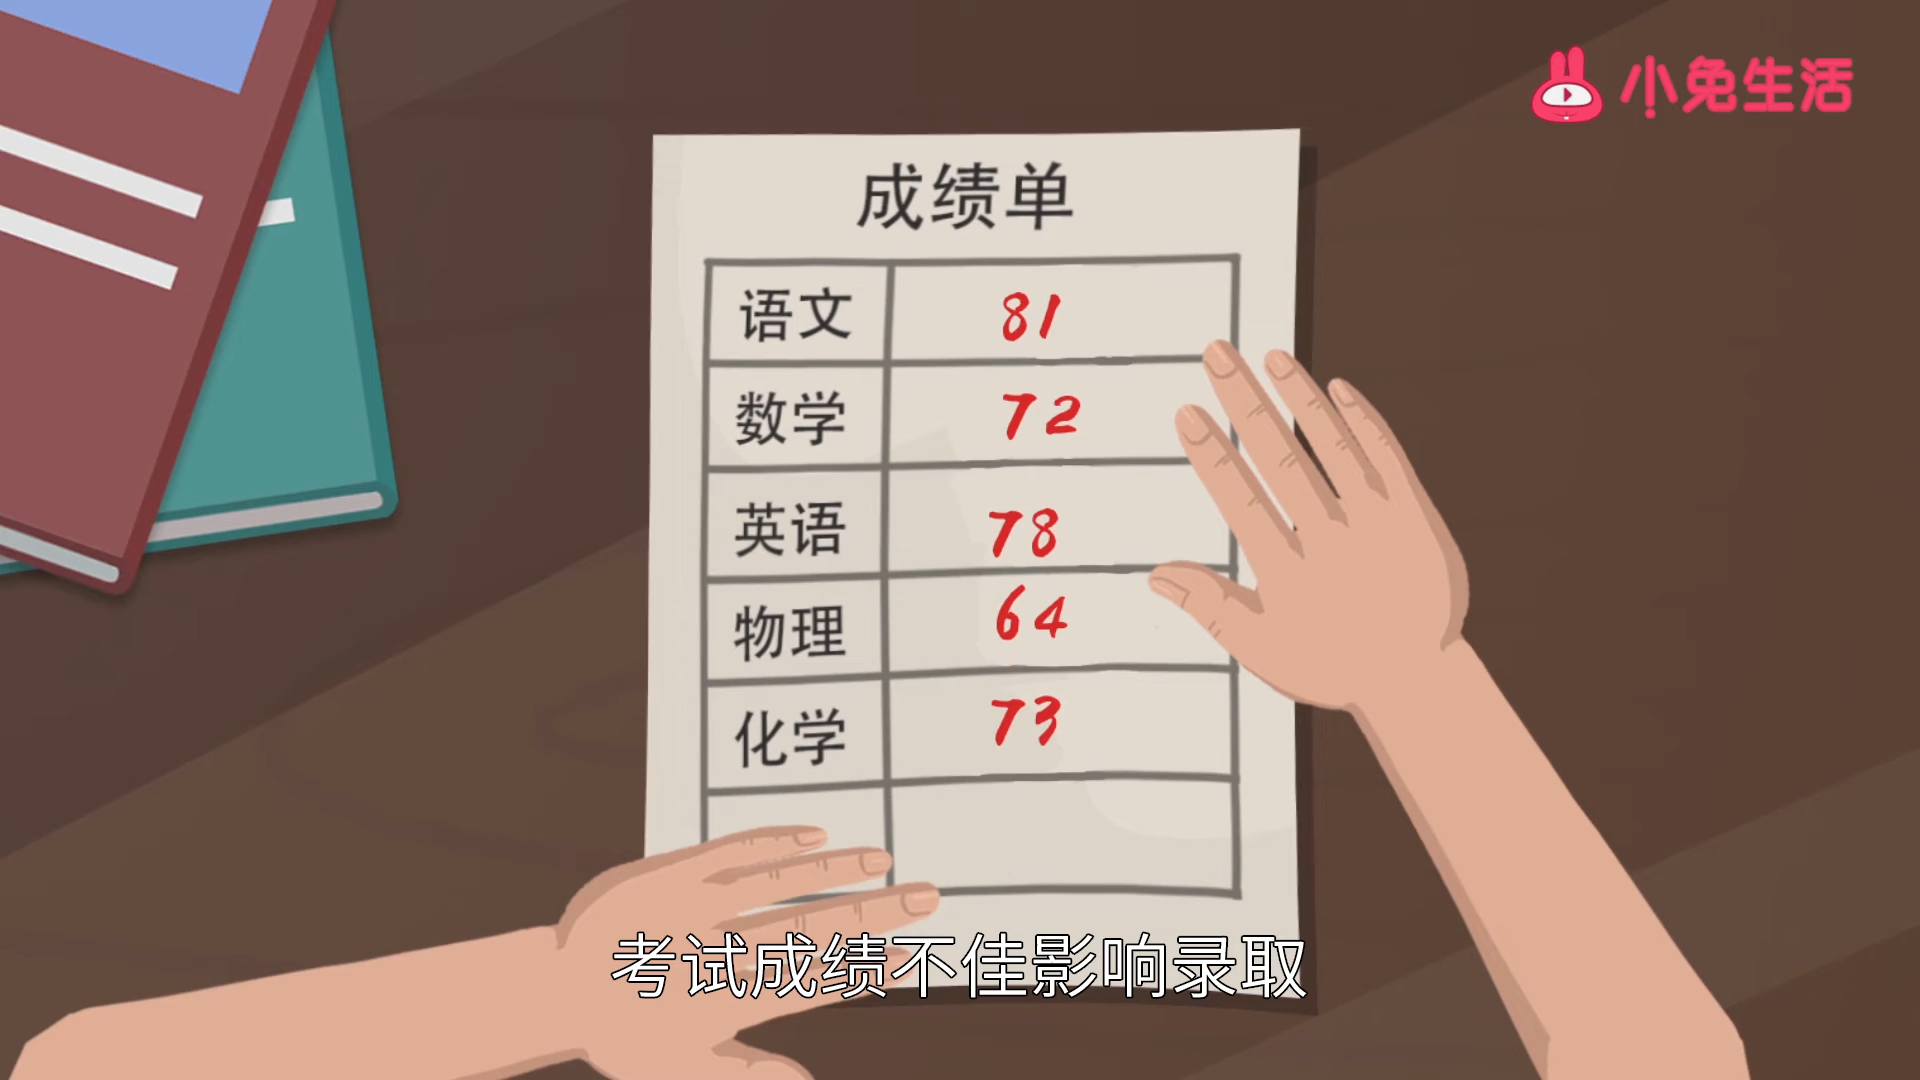 小兔生活
成绩单
语文 81
数学 72
英语 78
物理 64
化学 73
考试成绩不佳影响录取